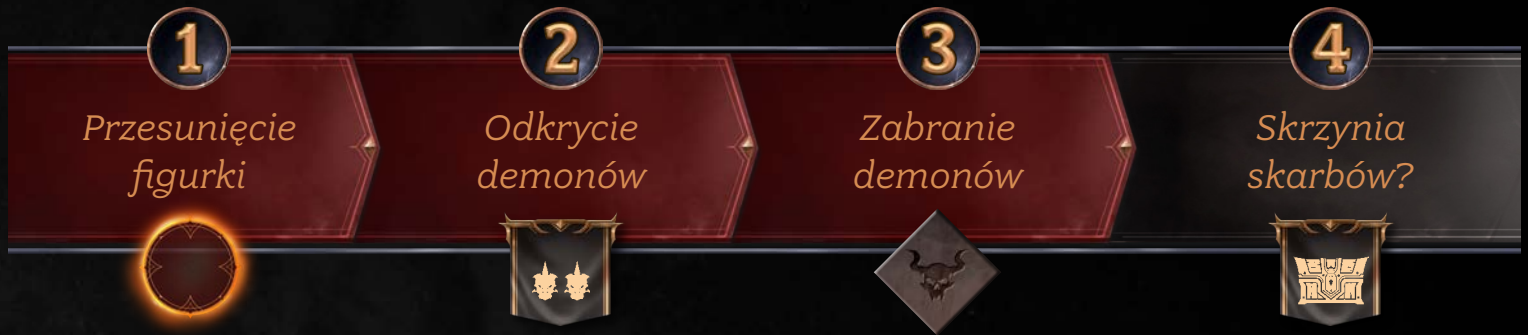 1
Przesunięcie
figurki
2
Odkrycie
demonów
3
Zabranie
demonów
4
Skrzynia
skarbów?